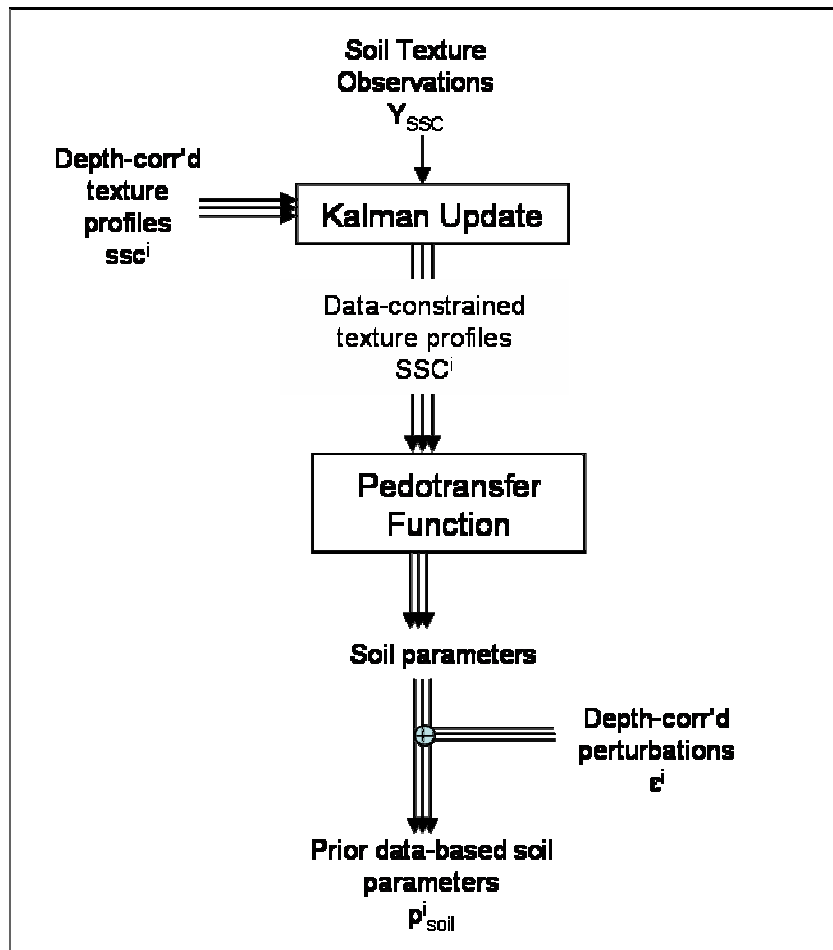 Soil Texture
Observations
Y_SSC
Depth-corr'd
texture
profiles
ssc^i
Kalman Update
Data-constrained
texture profiles
SSC^i
Pedotransfer
Function
Soil parameters
Depth-corr'd
perturbations
ε^i
Prior data-based soil
parameters
p^i_soil